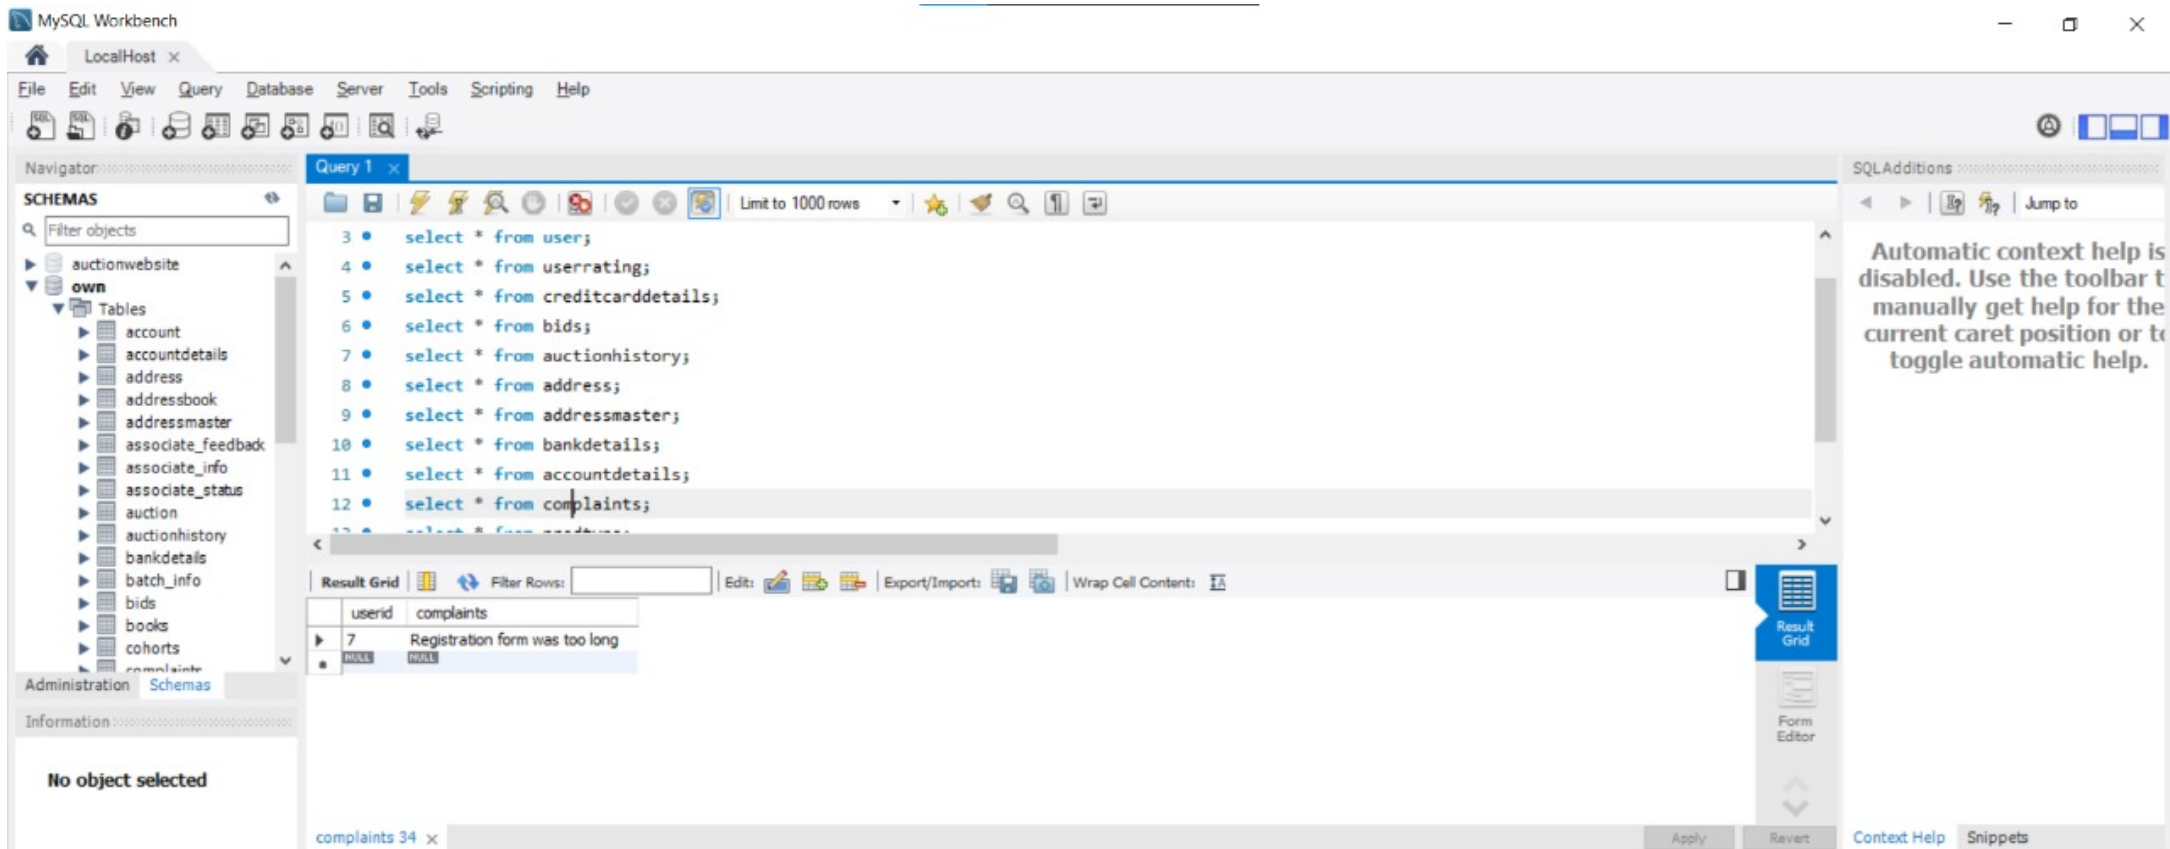 MySQL Workbench
LocalHost
File Edit View Query Database Server Tools Scripting Help
Navigator
SCHEMAS
Filter objects
auctionwebsite
own
Tables
account
accountdetails
address
addressbook
addressmaster
associate_feedback
associate_info
associate_status
auction
auctionhistory
bankdetails
batch_info
bids
books
cohorts
complaints
Administration Schemas
Information
No object selected
Query 1
Limit to 1000 rows
3 select * from user;
4 select * from userrating;
5 select * from creditcarddetails;
6 select * from bids;
7 select * from auctionhistory;
8 select * from address;
9 select * from addressmaster;
10 select * from bankdetails;
11 select * from accountdetails;
12 select * from complaints;
13 select * from
Result Grid Filter Rows: Edit: Export/Import: Wrap Cell Content:
userid complaints
7 Registration form was too long
NULL NULL
Result
Grid
Form
Editor
complaints 34
Apply Revert
SQLAdditions
Jump to
Automatic context help is
disabled. Use the toolbar t
manually get help for the
current caret position or to
toggle automatic help.
Context Help Snippets